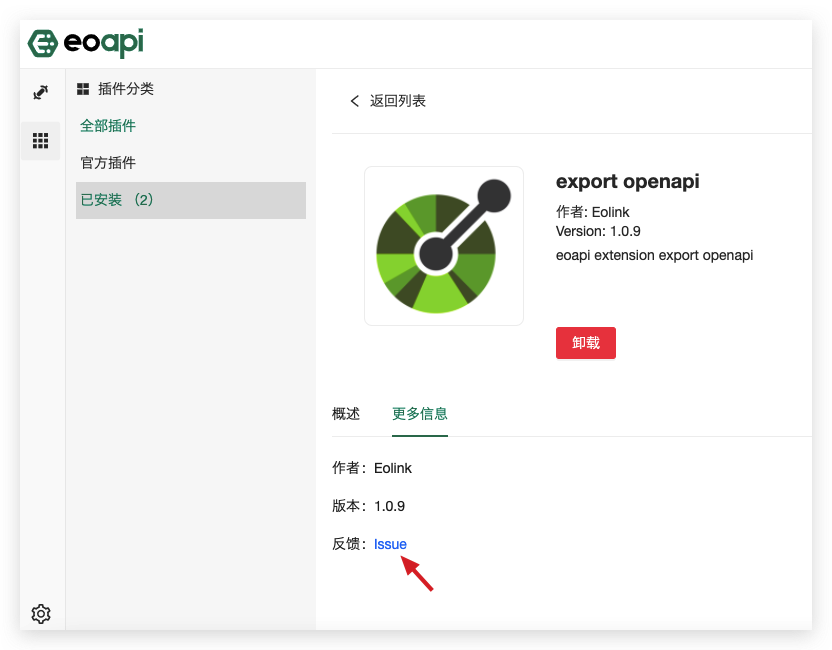 eoapi
插件分类
全部插件
官方插件
已安装 （2）
返回列表
export openapi
作者: Eolink
Version: 1.0.9
eoapi extension export openapi
卸载
概述 更多信息
作者： Eolink
版本： 1.0.9
反馈： Issue